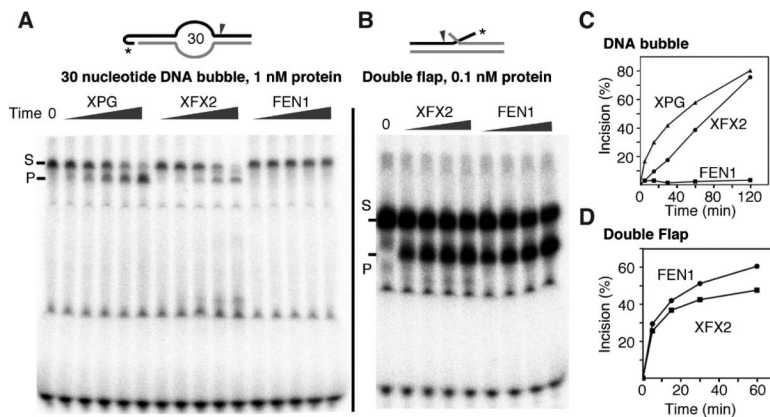 A
30
*
30 nucleotide DNA bubble, 1 nM protein
Time 0 XPG XFX2 FEN1
S
P
B
*
Double flap, 0.1 nM protein
0 XFX2 FEN1
S
P
C
DNA bubble
Incision (%)
80
60
40
20
XPG
XFX2
FEN1
0 40 80 120
Time (min)
D
Double Flap
Incision (%)
60
40
20
FEN1
XFX2
0 20 40 60
Time (min)